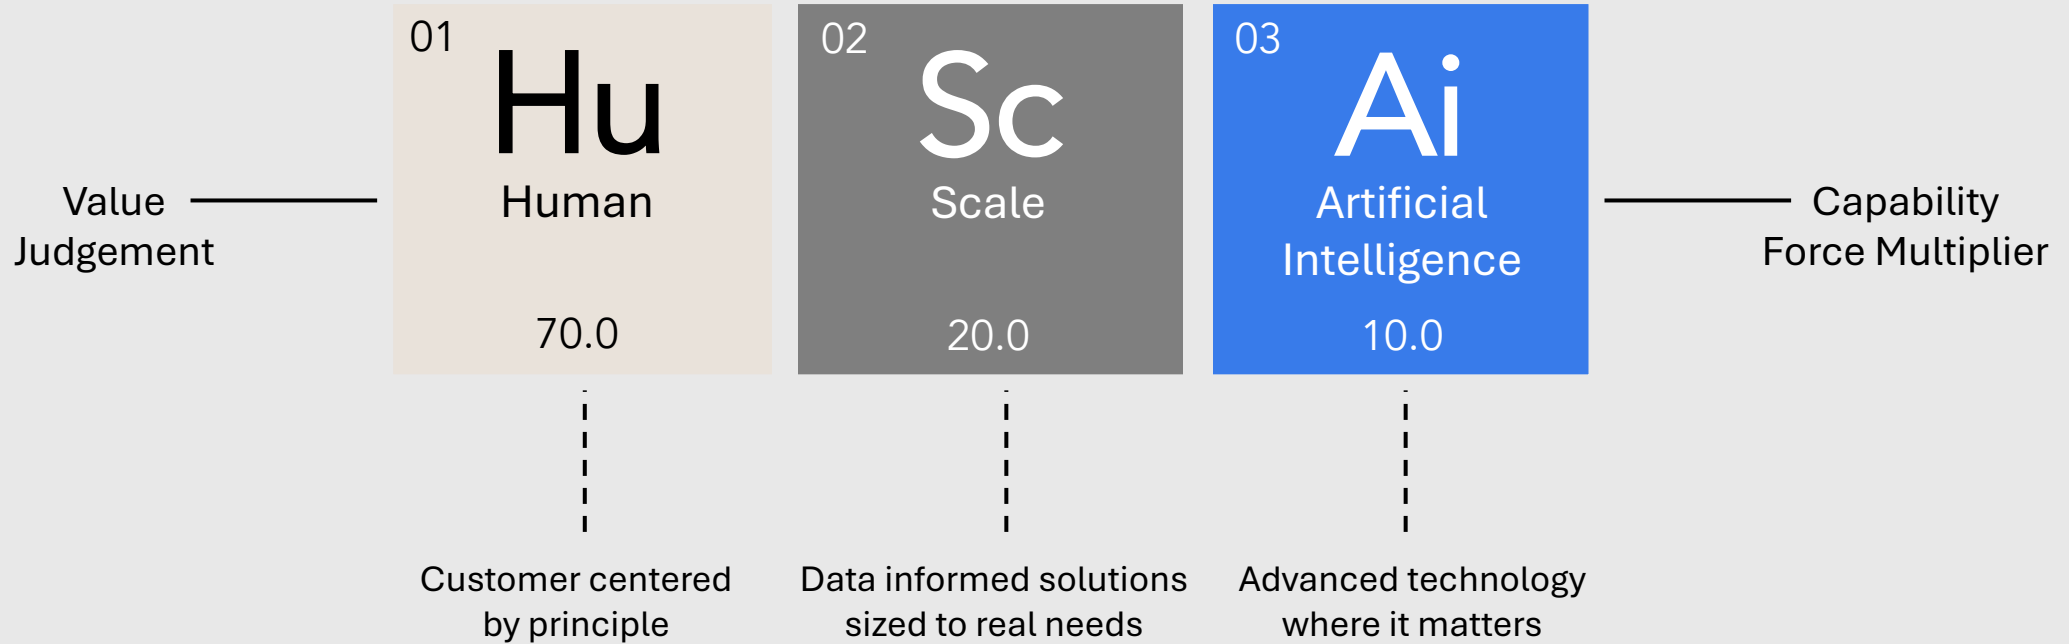 01
Hu
Human
70.0
02
Sc
Scale
20.0
03
Ai
Artificial
Intelligence
10.0
Value
Judgement
Capability
Force Multiplier
Customer centered
by principle
Data informed solutions
sized to real needs
Advanced technology
where it matters